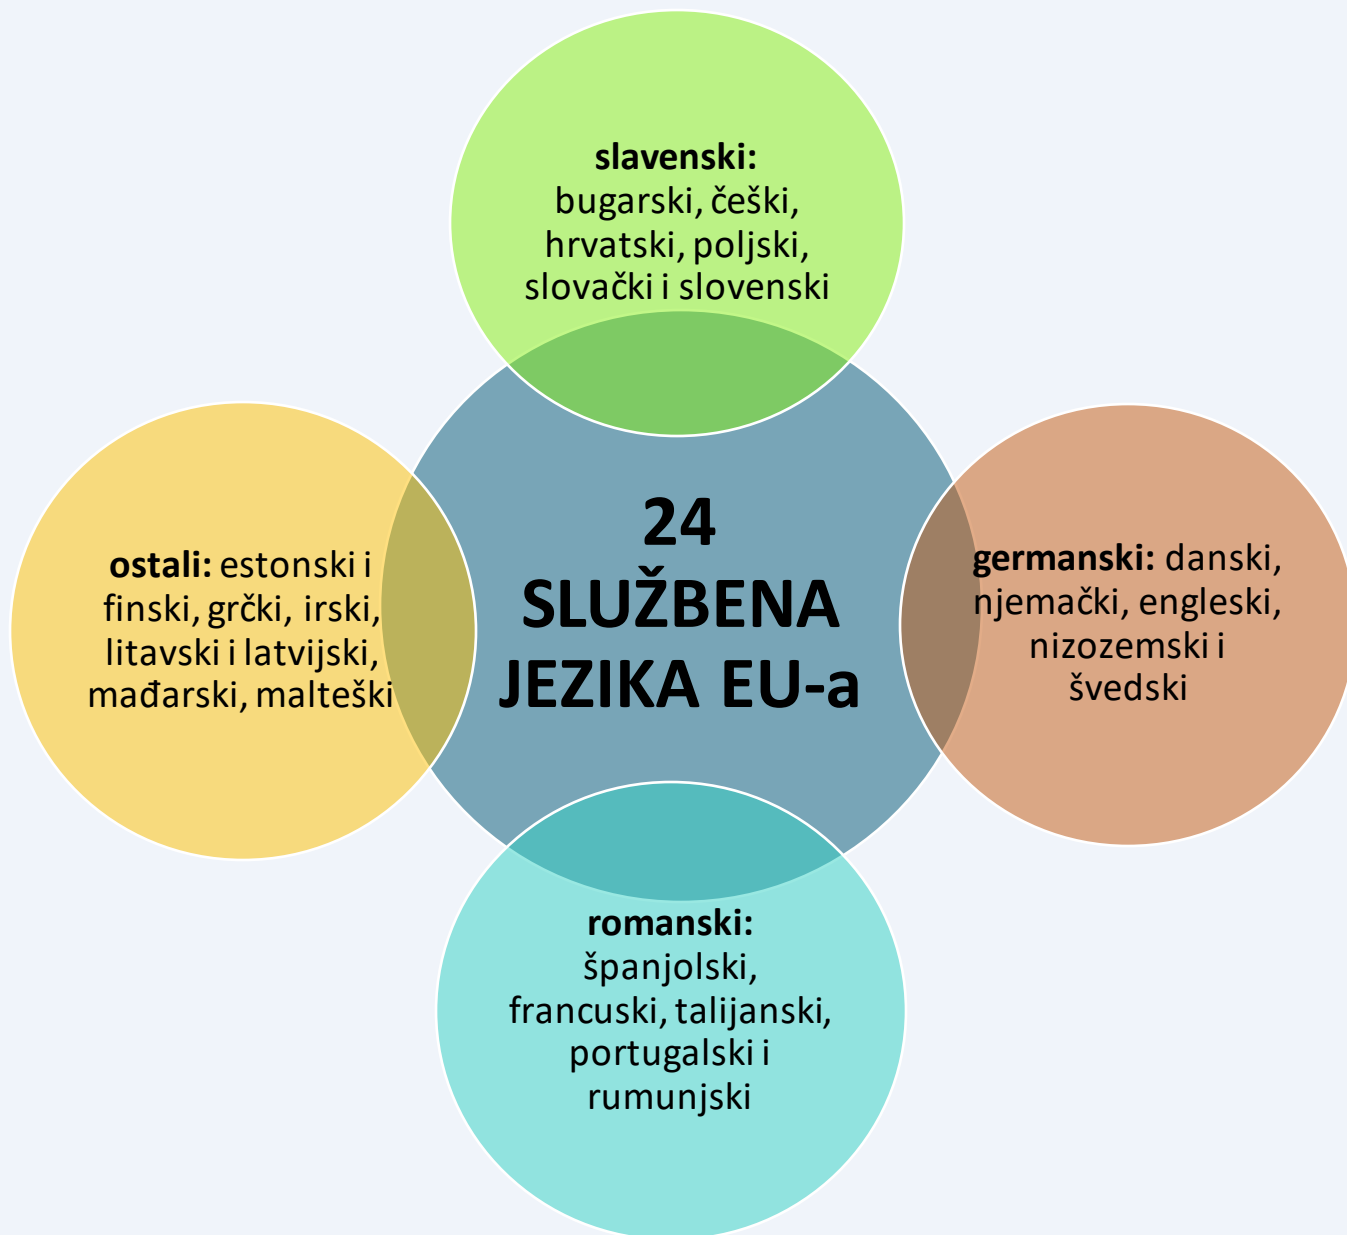 slavenski:
bugarski, češki,
hrvatski, poljski,
slovački i slovenski
24
SLUŽBENA
JEZIKA EU-a
ostali: estonski i
finski, grčki, irski,
litavski i latvijski,
mađarski, malteški
germanski: danski,
njemački, engleski,
nizozemski i
švedski
romanski:
španjolski,
francuski, talijanski,
portugalski i
rumunjski